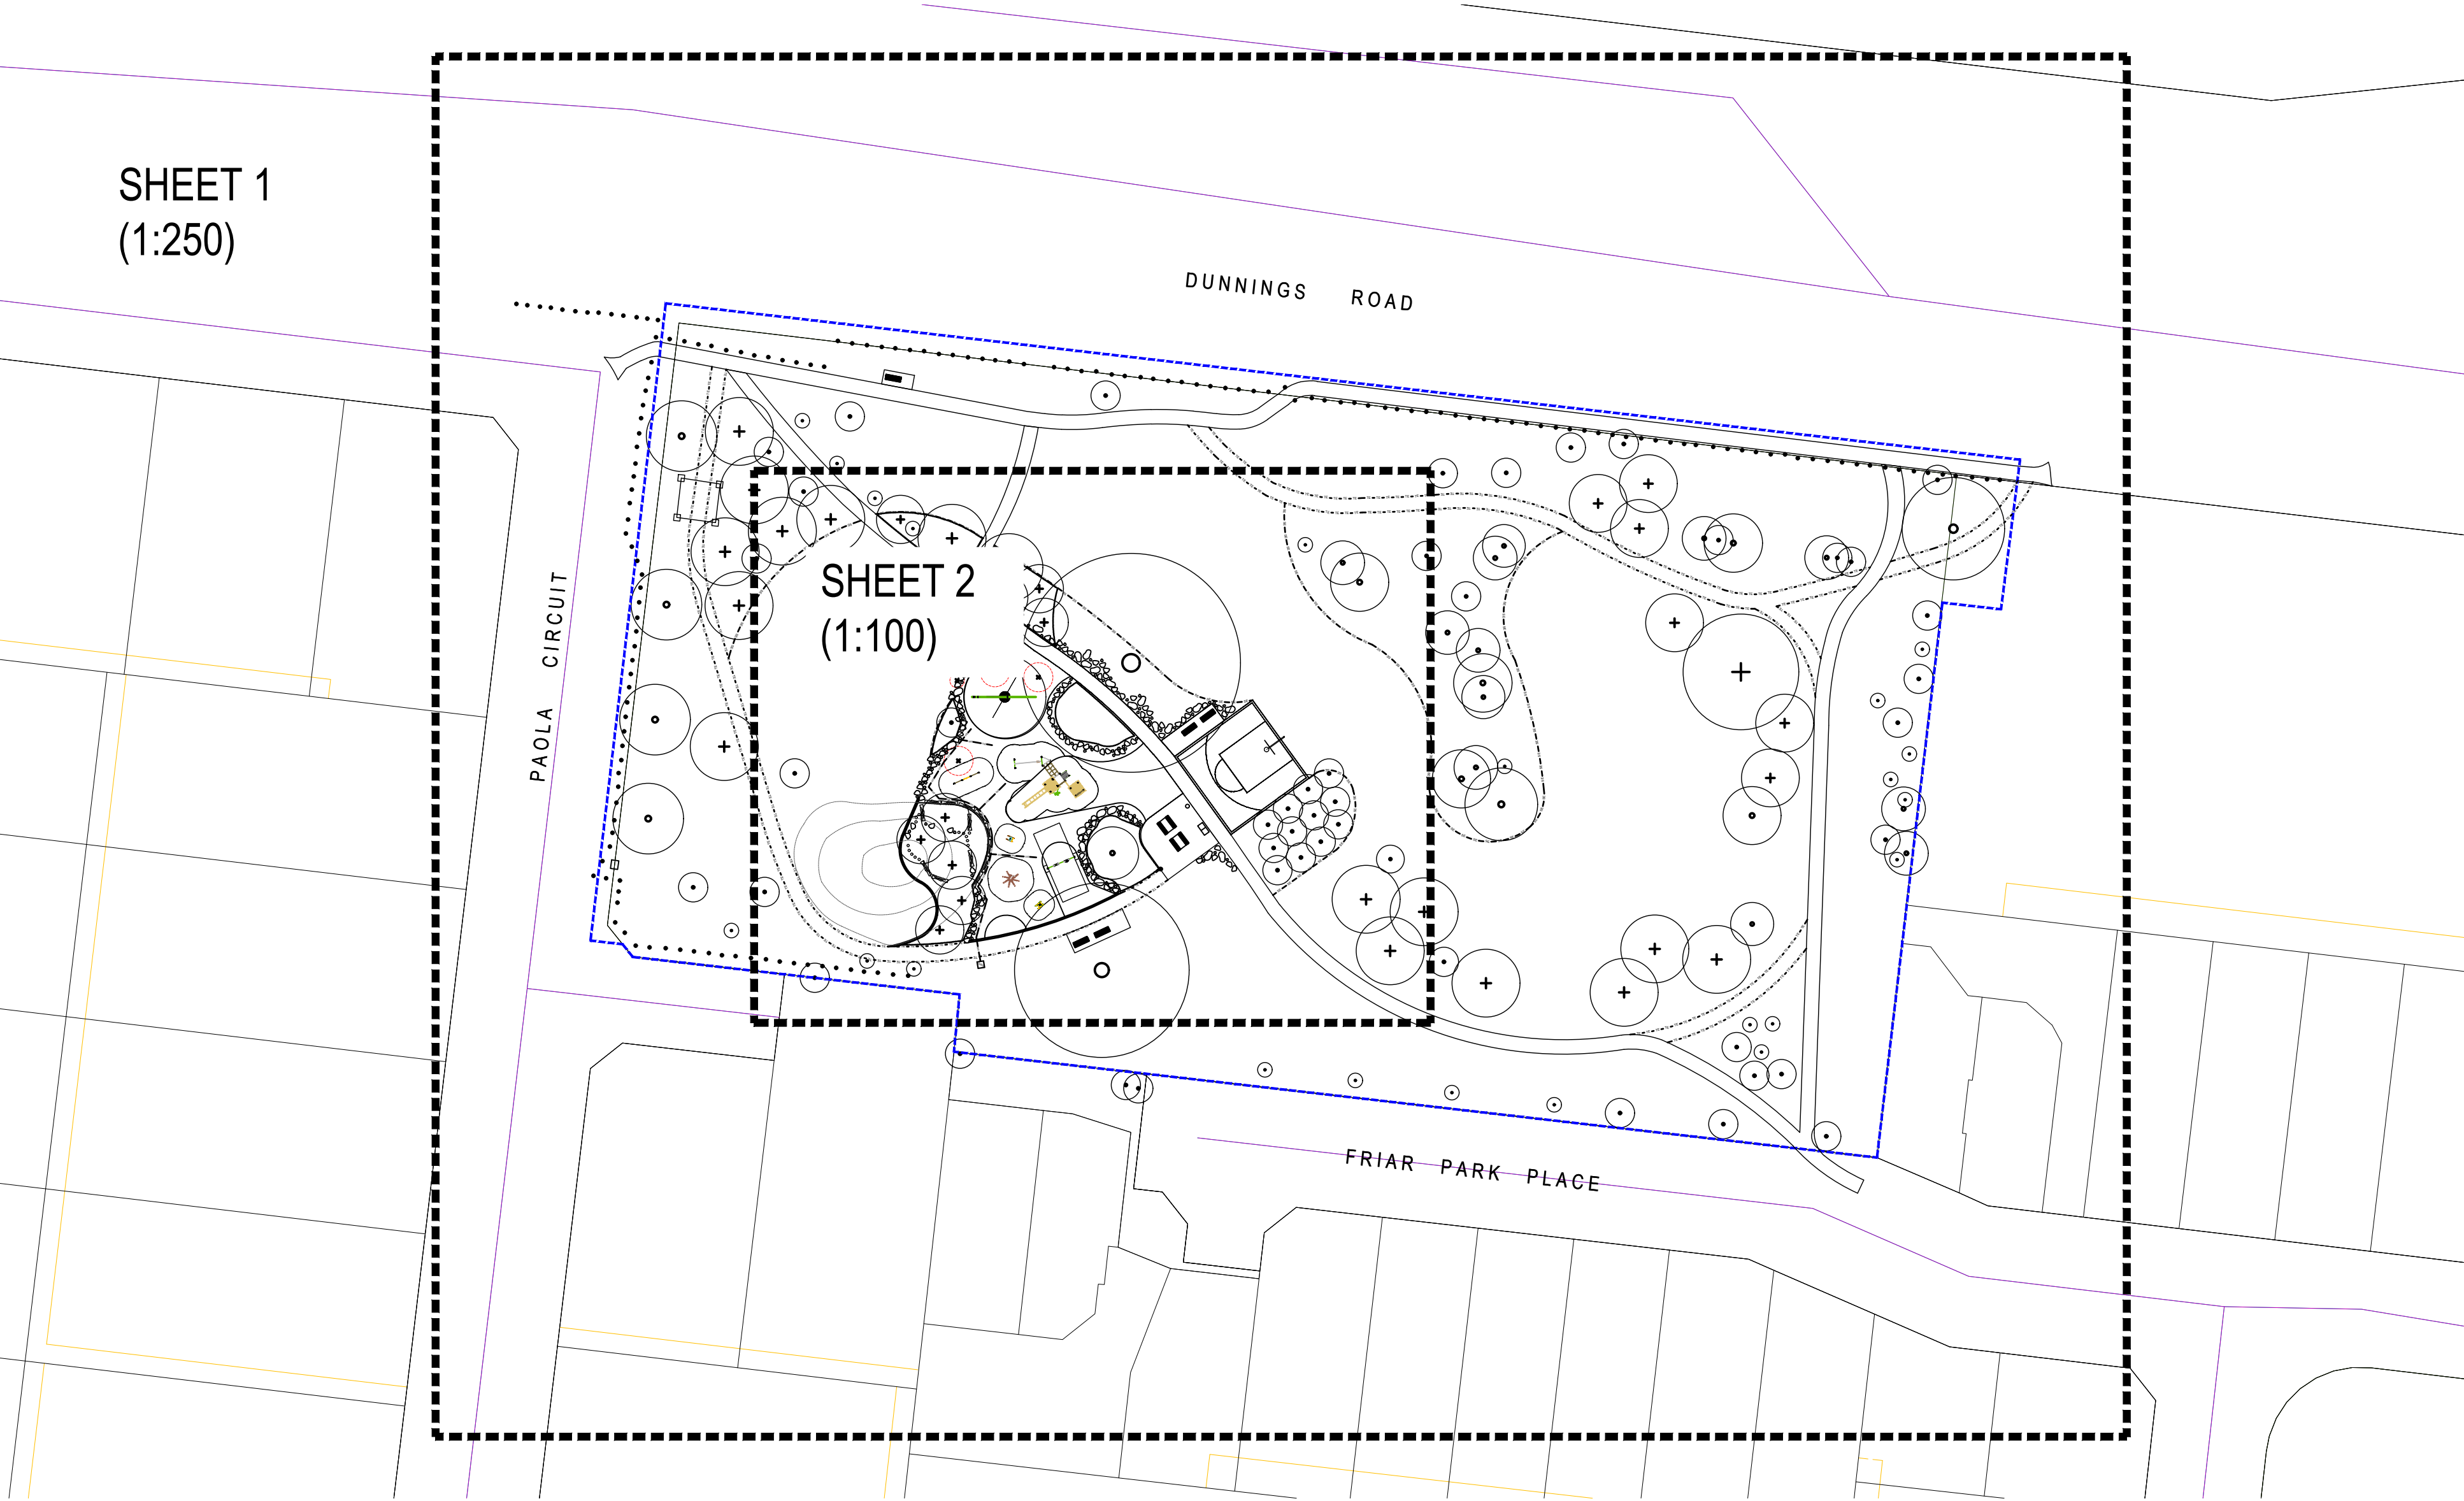 SHEET 1
(1:250)
DUNNINGS ROAD
PAOLA CIRCUIT
SHEET 2
(1:100)
FRIAR PARK PLACE